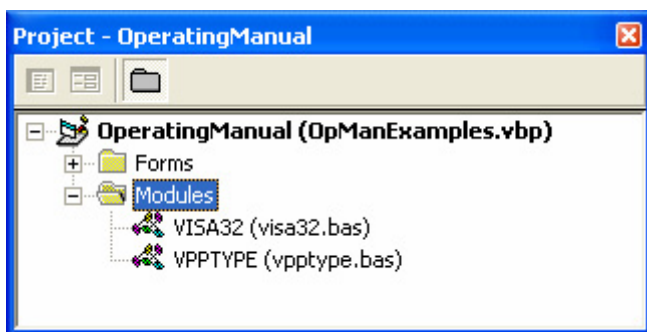 Project - OperatingManual
OperatingManual (OpManExamples.vbp)
Forms
Modules
VISA32 (visa32.bas)
VPPTYPE (vpptype.bas)